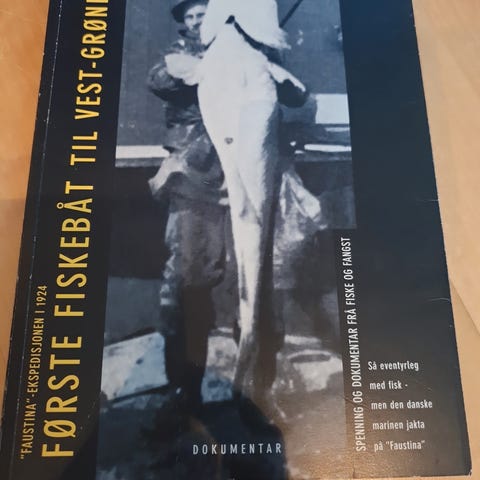 "FAUSTINA"-EKSPEDISJONEN I 1924
FØRSTE FISKEBÅT TIL VEST-GRØN
SPENNING OG DOKUMENTAR FRÅ FISKE OG FANGST
Så eventyrleg
med fisk -
men den danske
marinen jakta
på "Faustina"
DOKUMENTAR